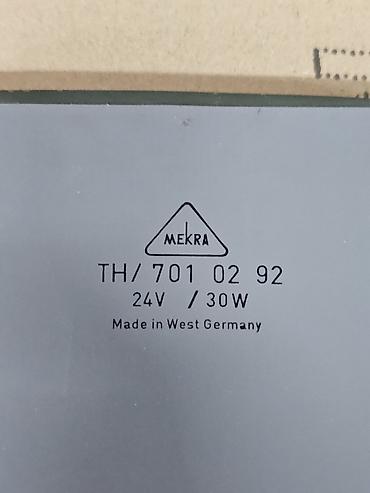 MEKRA
TH/ 701 02 92
24V / 30W
Made in West Germany